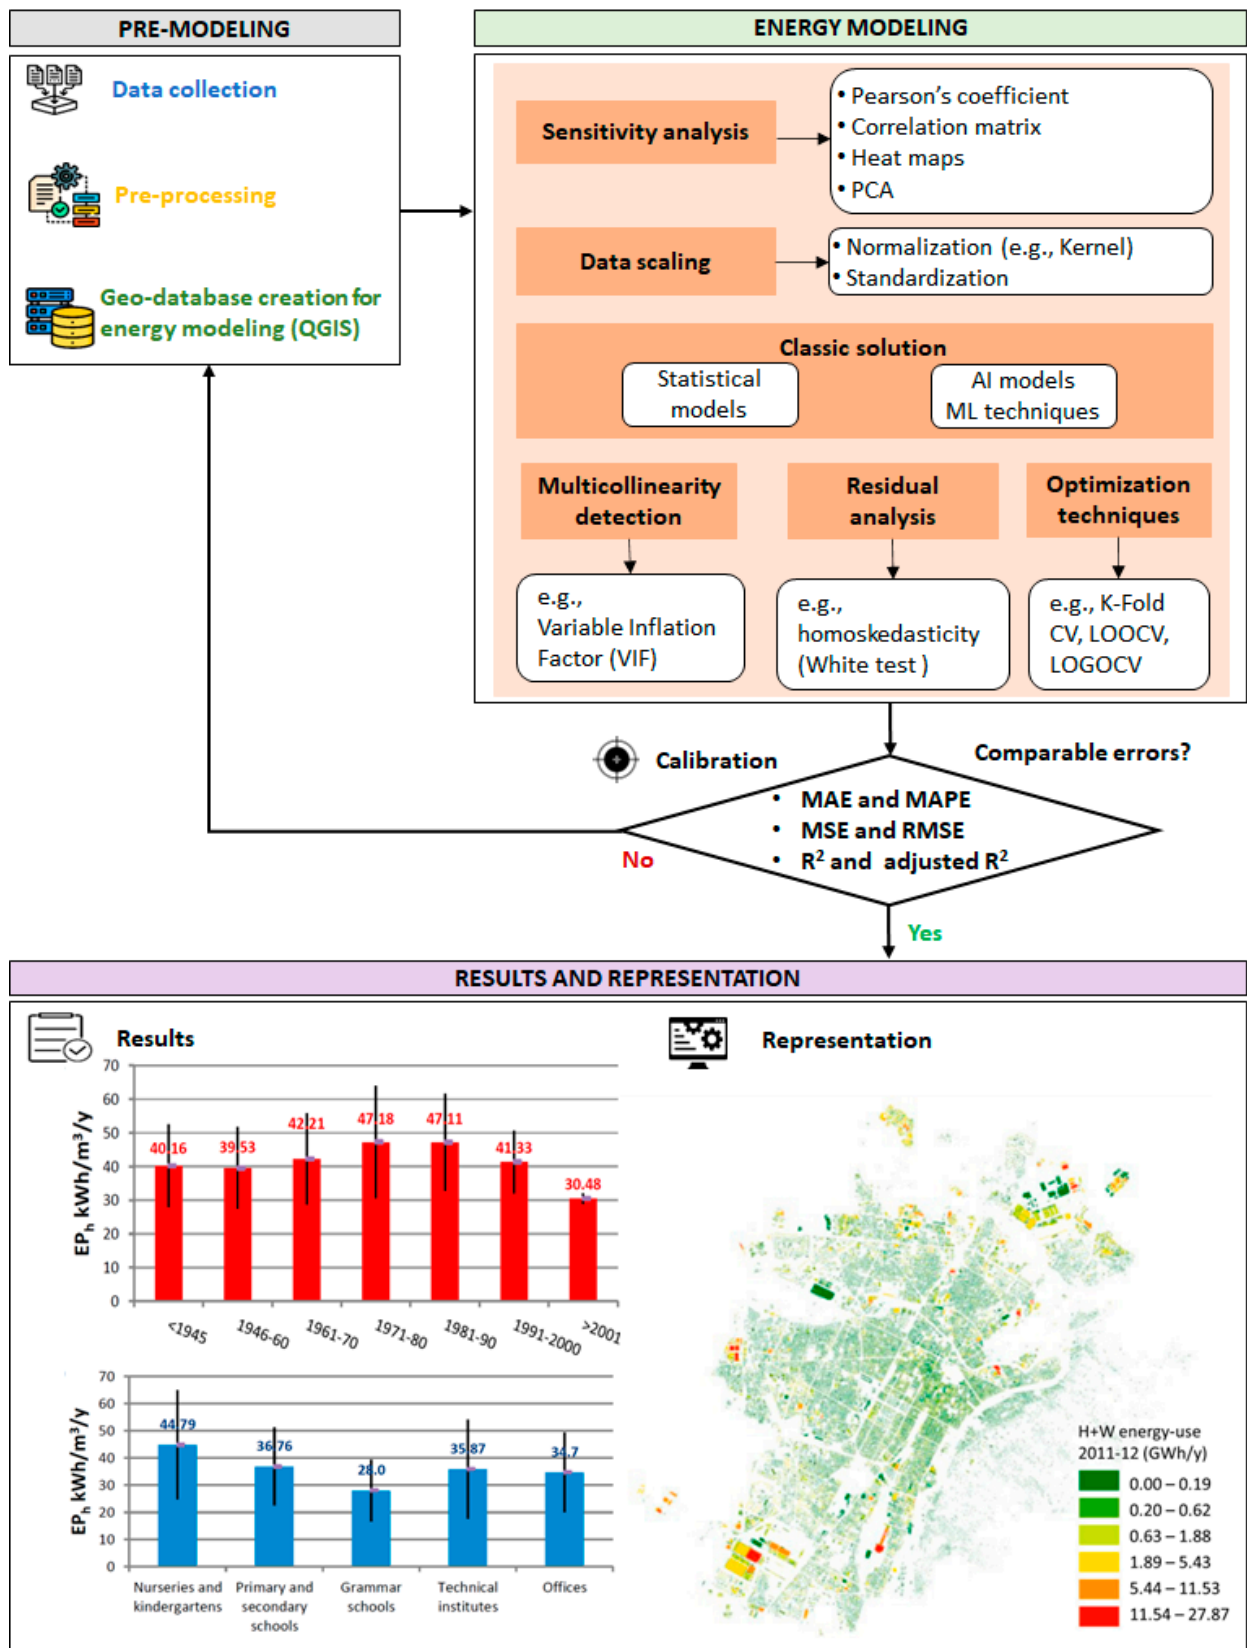 PRE-MODELING
Data collection
Pre-processing
Geo-database creation for
energy modeling (QGIS)
ENERGY MODELING
Sensitivity analysis
• Pearson's coefficient
• Correlation matrix
• Heat maps
• PCA
Data scaling
• Normalization (e.g., Kernel)
• Standardization
Classic solution
Statistical
models
AI models
ML techniques
Multicollinearity
detection
Residual
analysis
Optimization
techniques
e.g.,
Variable Inflation
Factor (VIF)
e.g.,
homoskedasticity
(White test )
e.g., K-Fold
CV, LOOCV,
LOGOCV
Calibration
Comparable errors?
• MAE and MAPE
• MSE and RMSE
• R² and adjusted R²
No
Yes
RESULTS AND REPRESENTATION
Results
EPh kWh/m³/y
70
60
50
40
30
20
10
0
40.16
39.53
42.21
47.18
47.11
41.33
30.48
<1945
1946-60
1961-70
1971-80
1981-90
1991-2000
>2001
EPh kWh/m³/y
70
60
50
40
30
20
10
0
44.79
36.76
28.0
35.87
34.7
Nurseries and
kindergartens
Primary and
secondary
schools
Grammar
schools
Technical
institutes
Offices
Representation
H+W energy-use
2011-12 (GWh/y)
0.00 – 0.19
0.20 – 0.62
0.63 – 1.88
1.89 – 5.43
5.44 – 11.53
11.54 – 27.87